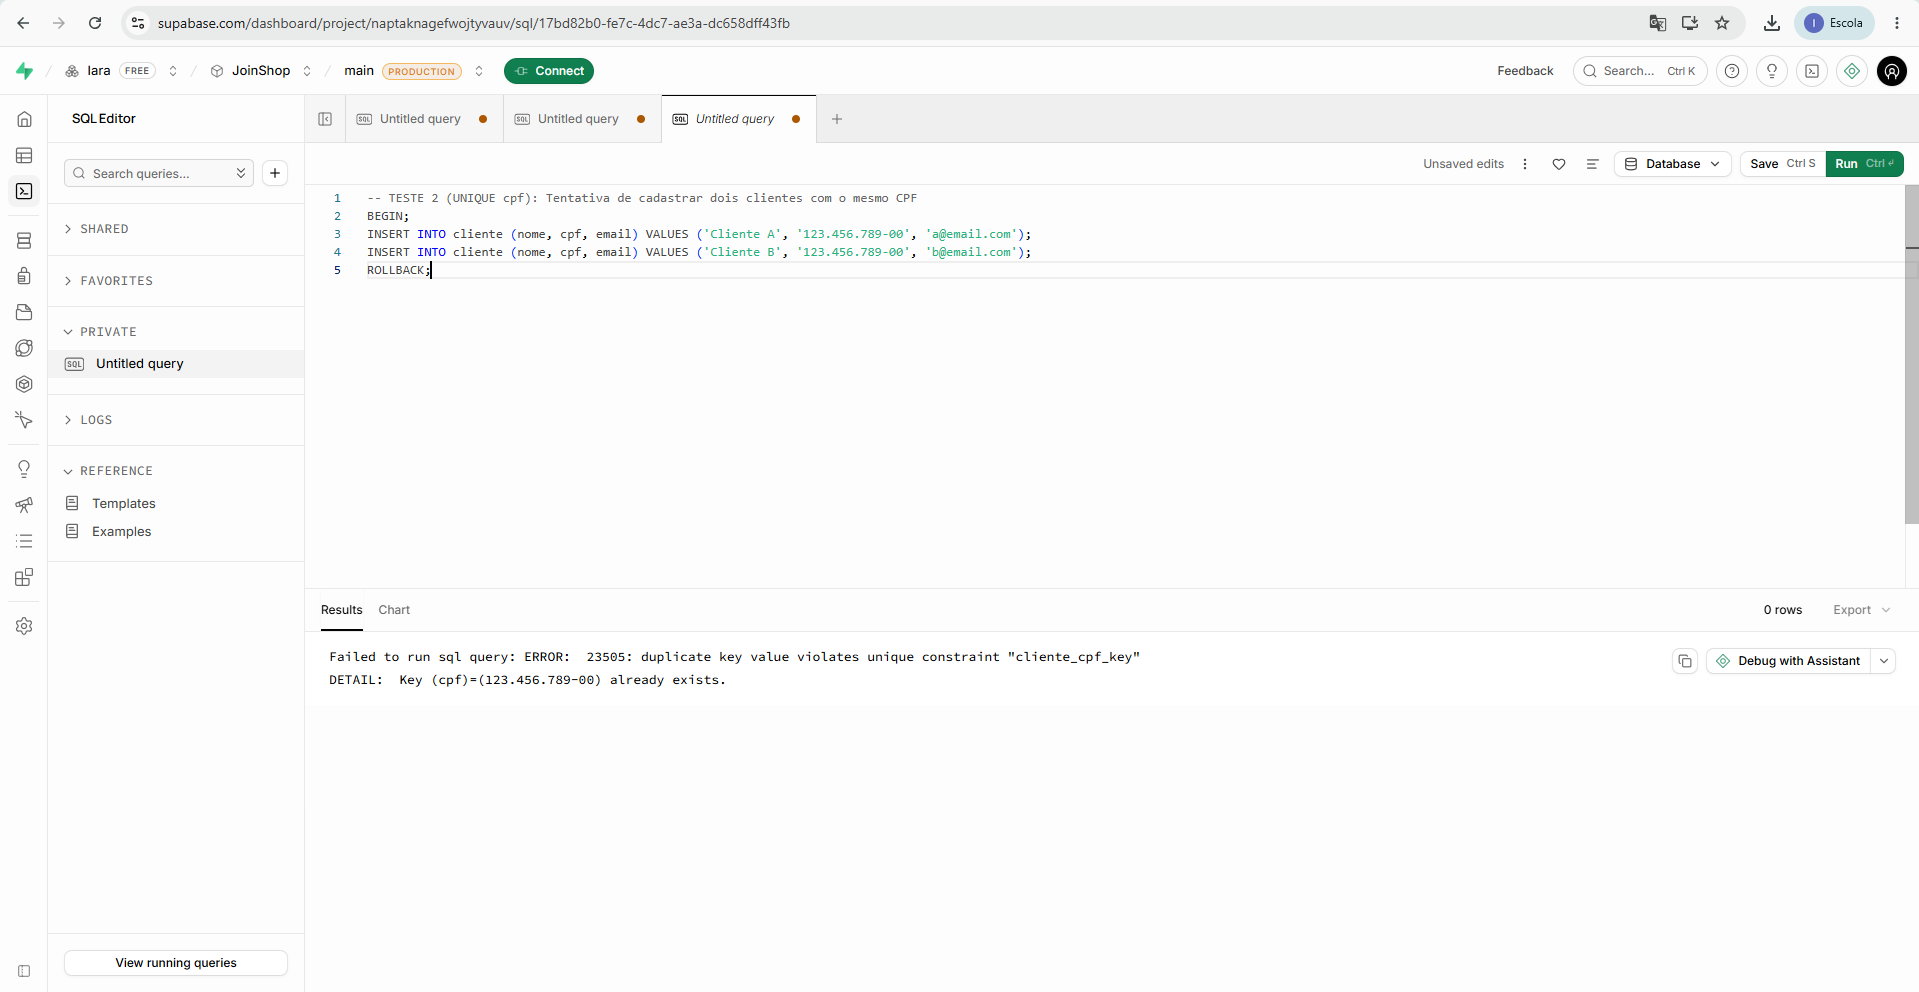 supabase.com/dashboard/project/naptaknagefwojtyvauv/sql/17bd82b0-fe7c-4dc7-ae3a-dc658dff43fb
I Escola
Iara FREE / JoinShop / main PRODUCTION Connect
Feedback Search... Ctrl K
SQL Editor
SQL Untitled query
SQL Untitled query
SQL Untitled query
Search queries...
Unsaved edits Database Save Ctrl S Run Ctrl ↵
SHARED
FAVORITES
PRIVATE
SQL Untitled query
LOGS
REFERENCE
Templates
Examples
View running queries
1 -- TESTE 2 (UNIQUE cpf): Tentativa de cadastrar dois clientes com o mesmo CPF
2 BEGIN;
3 INSERT INTO cliente (nome, cpf, email) VALUES ('Cliente A', '123.456.789-00', 'a@email.com');
4 INSERT INTO cliente (nome, cpf, email) VALUES ('Cliente B', '123.456.789-00', 'b@email.com');
5 ROLLBACK;
Results Chart
0 rows Export
Failed to run sql query: ERROR:  23505: duplicate key value violates unique constraint "cliente_cpf_key"
DETAIL:  Key (cpf)=(123.456.789-00) already exists.
Debug with Assistant